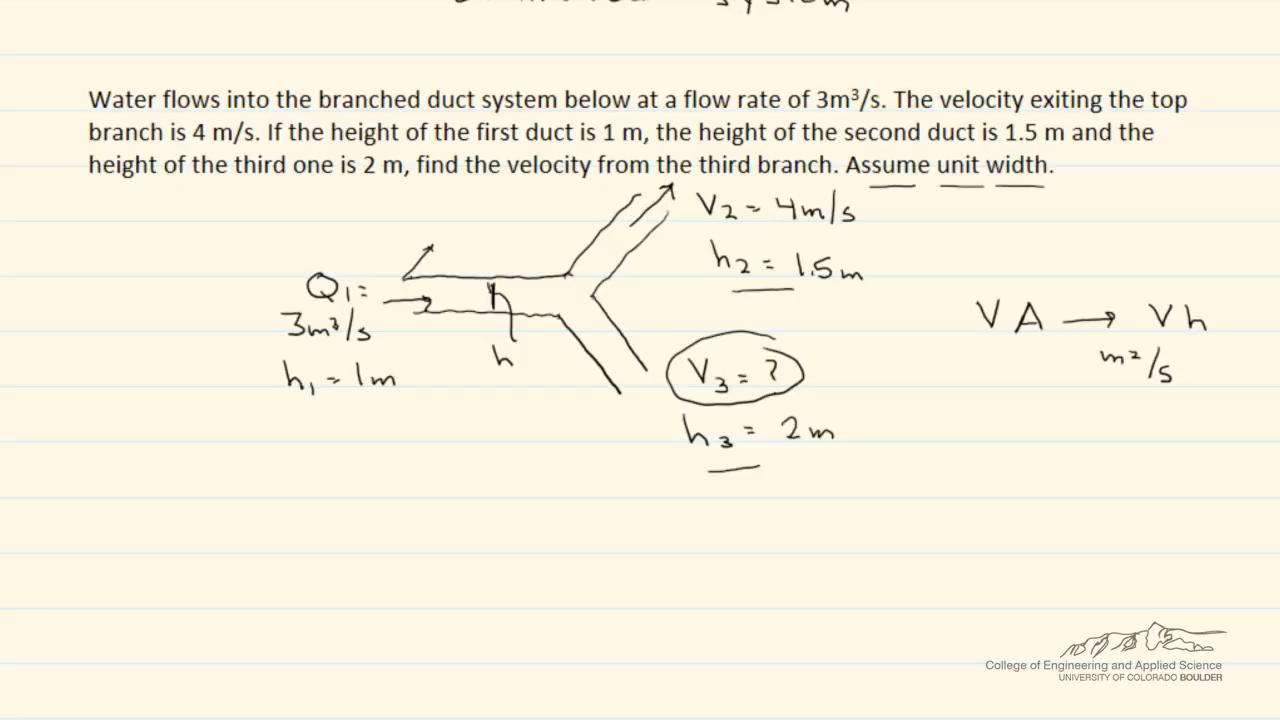 system
Water flows into the branched duct system below at a flow rate of 3m³/s. The velocity exiting the top
branch is 4 m/s. If the height of the first duct is 1 m, the height of the second duct is 1.5 m and the
height of the third one is 2 m, find the velocity from the third branch. Assume unit width.
V₂ = 4m/s
h₂ = 1.5m
Q₁=
3m³/s
h₁ = 1m
h
V A → V h
m²/s
V₃ = ?
h₃ = 2m
College of Engineering and Applied Science
UNIVERSITY OF COLORADO BOULDER